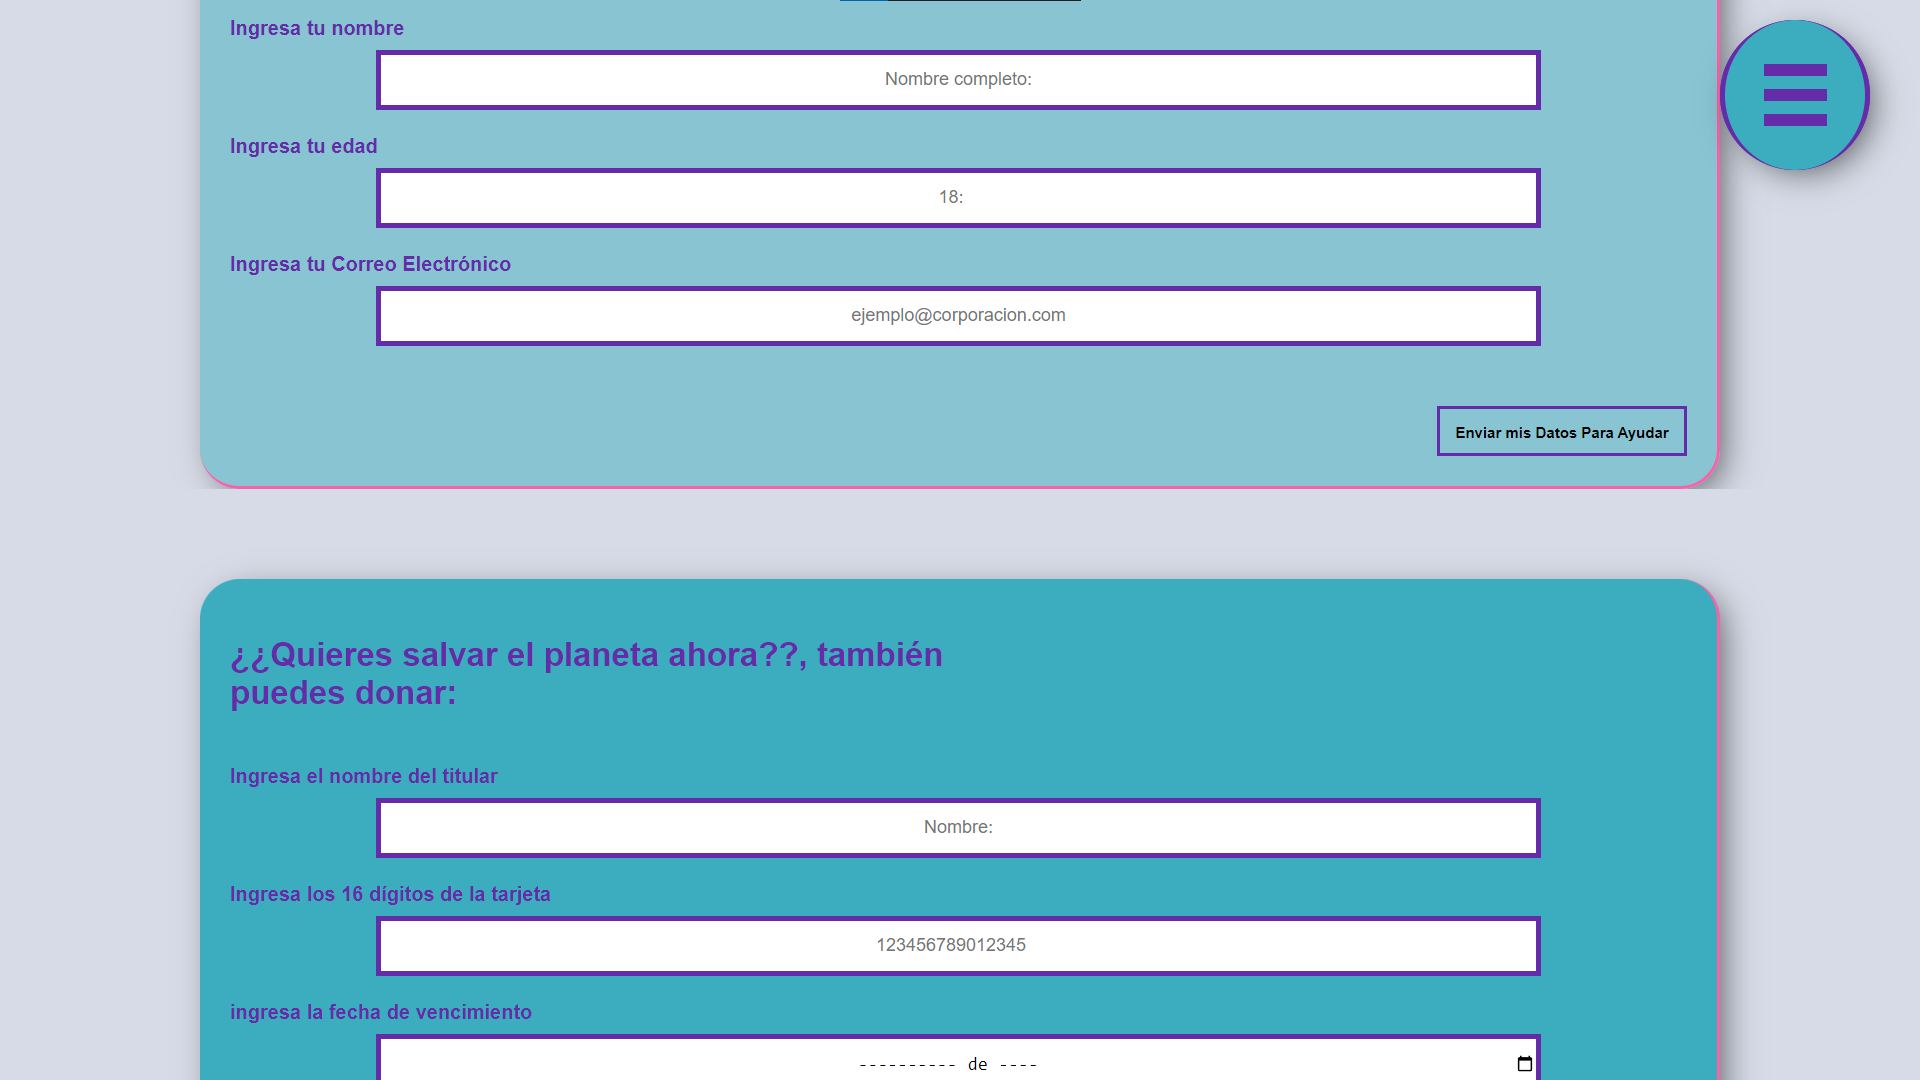 Ingresa tu nombre
Nombre completo:
Ingresa tu edad
18:
Ingresa tu Correo Electrónico
ejemplo@corporacion.com
Enviar mis Datos Para Ayudar
¿¿Quieres salvar el planeta ahora??, también
puedes donar:
Ingresa el nombre del titular
Nombre:
Ingresa los 16 dígitos de la tarjeta
123456789012345
ingresa la fecha de vencimiento
---------- de ----